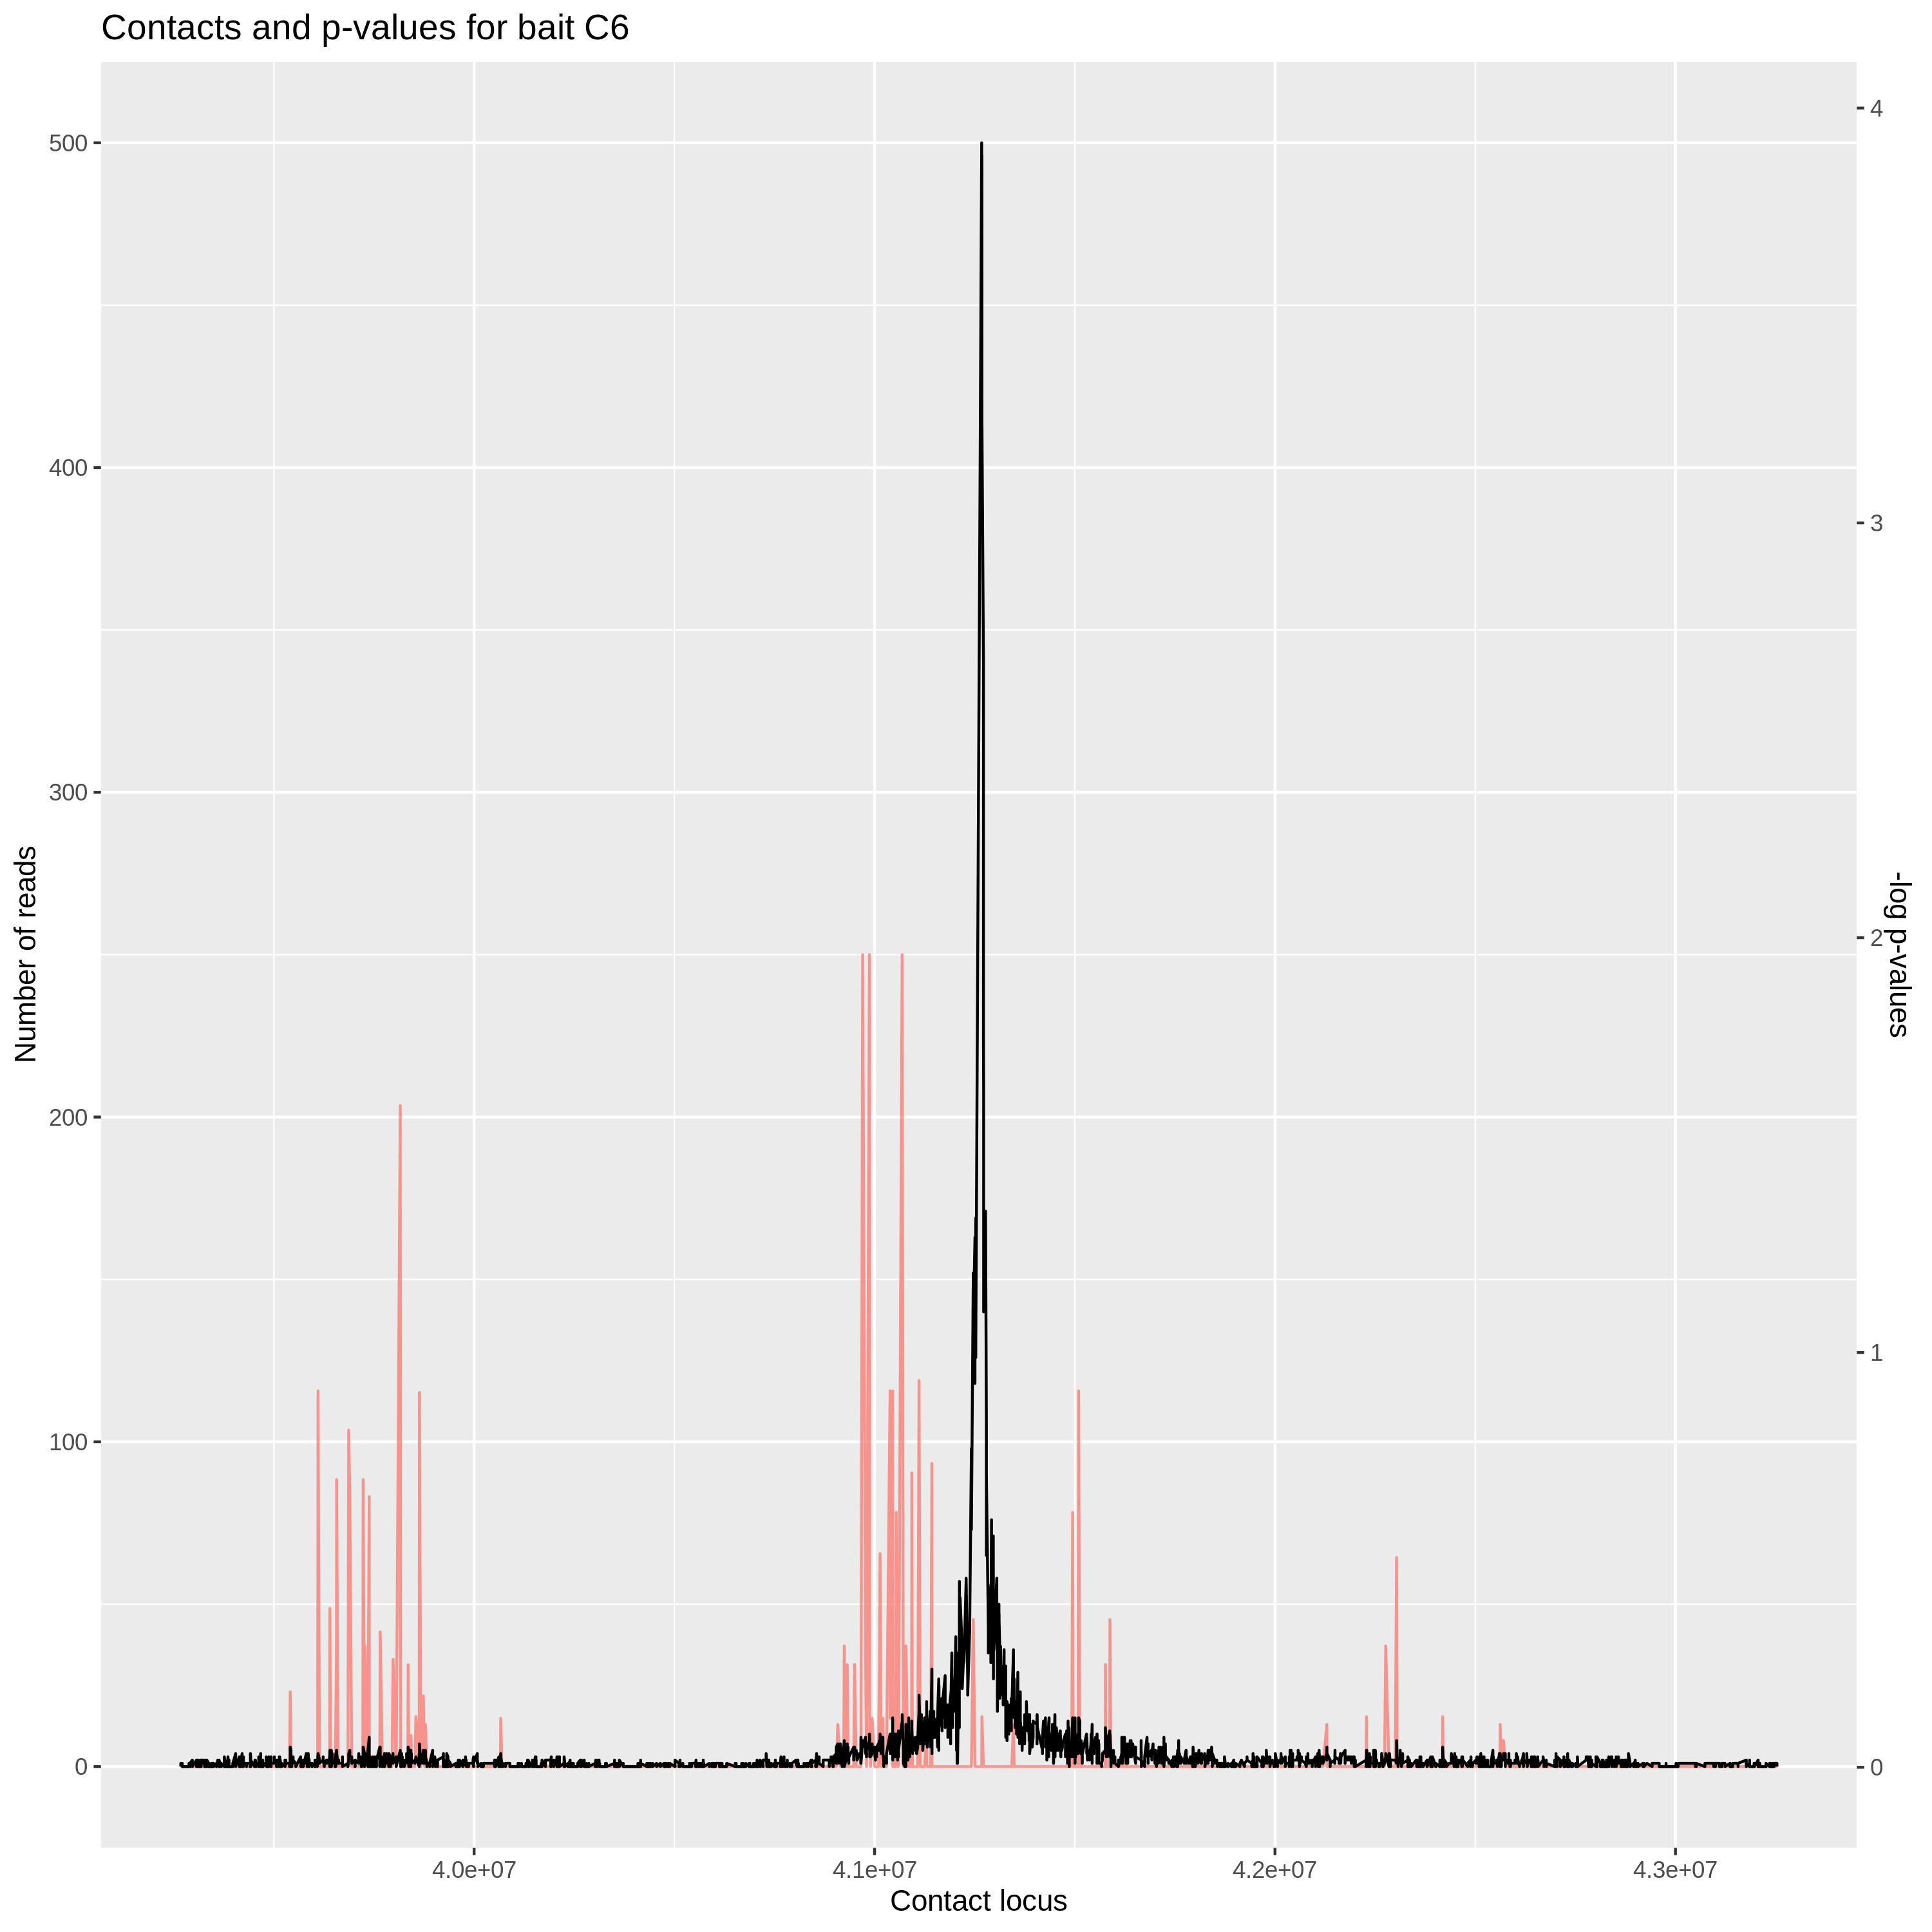 Contacts and p-values for bait C6
500
400
300
200
100
0
Number of reads
4
3
2
1
0
-log p-values
4.0e+07
4.1e+07
4.2e+07
4.3e+07
Contact locus